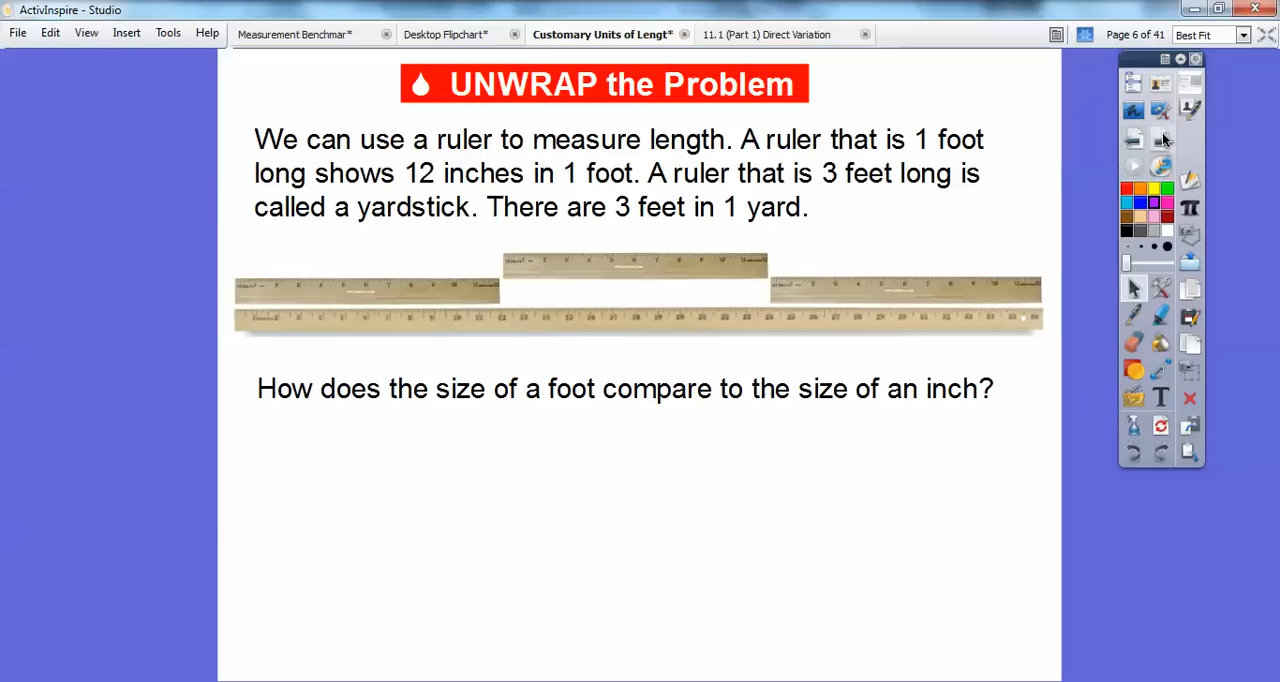 ActivInspire - Studio
File Edit View Insert Tools Help
Measurement Benchmar* Desktop Flipchart* Customary Units of Lengt* 11.1 (Part 1) Direct Variation
Page 6 of 41 Best Fit
UNWRAP the Problem
We can use a ruler to measure length. A ruler that is 1 foot
long shows 12 inches in 1 foot. A ruler that is 3 feet long is
called a yardstick. There are 3 feet in 1 yard.
How does the size of a foot compare to the size of an inch?